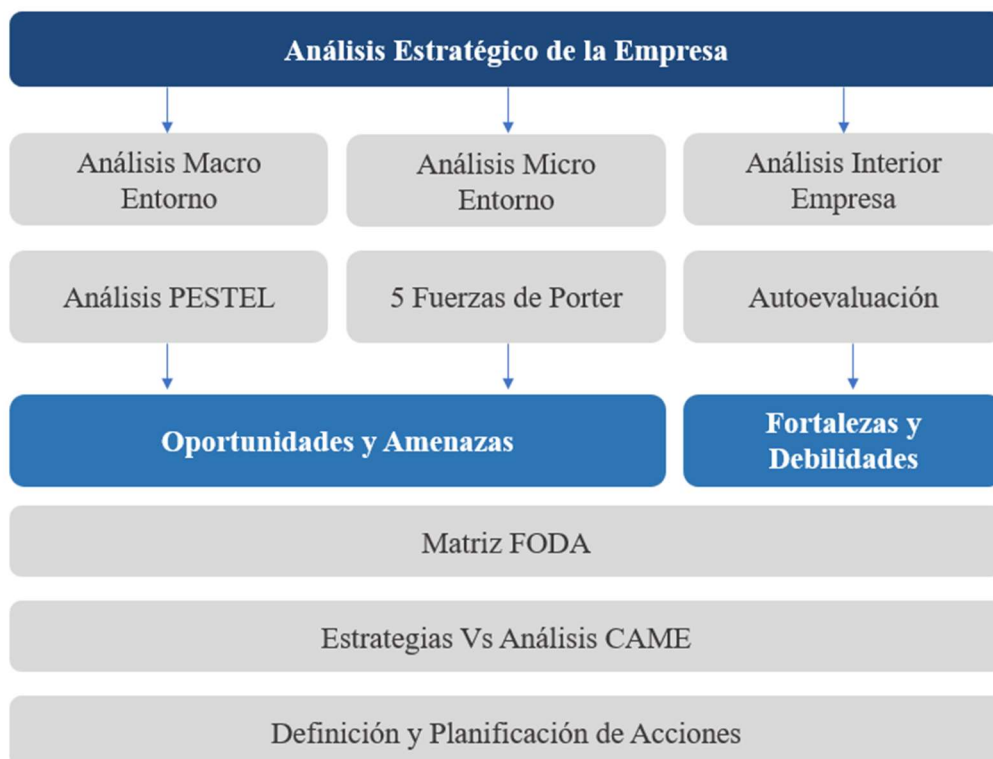 Análisis Estratégico de la Empresa
Análisis Macro
Entorno
Análisis Micro
Entorno
Análisis Interior
Empresa
Análisis PESTEL
5 Fuerzas de Porter
Autoevaluación
Oportunidades y Amenazas
Fortalezas y
Debilidades
Matriz FODA
Estrategias Vs Análisis CAME
Definición y Planificación de Acciones